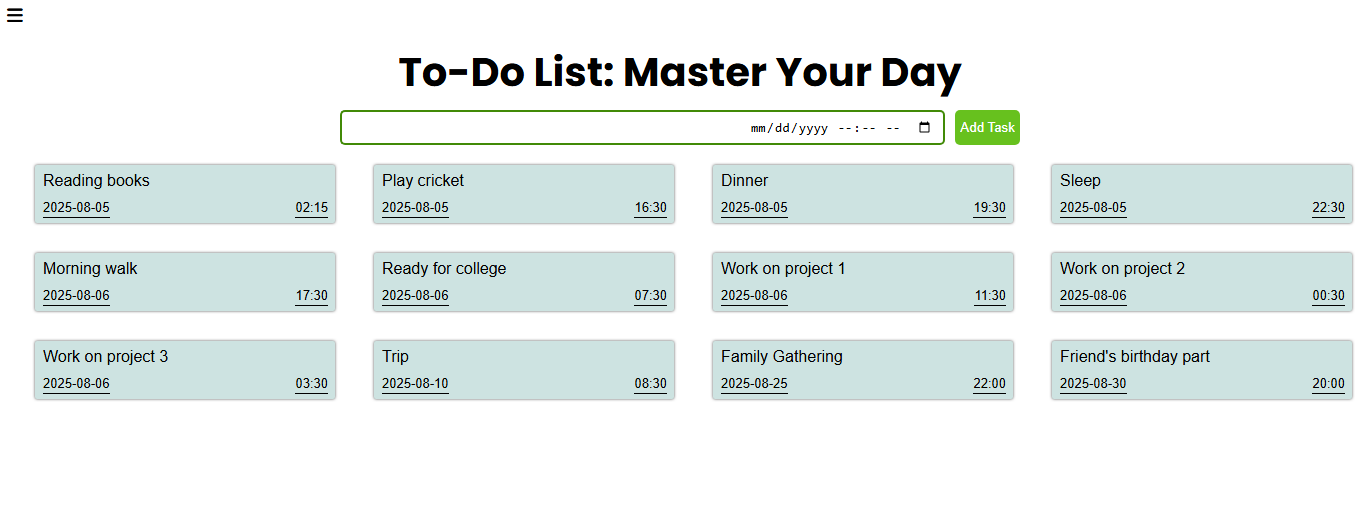 To-Do List: Master Your Day
mm/dd/yyyy --:-- -- Add Task
Reading books
2025-08-05 02:15
Play cricket
2025-08-05 16:30
Dinner
2025-08-05 19:30
Sleep
2025-08-05 22:30
Morning walk
2025-08-06 17:30
Ready for college
2025-08-06 07:30
Work on project 1
2025-08-06 11:30
Work on project 2
2025-08-06 00:30
Work on project 3
2025-08-06 03:30
Trip
2025-08-10 08:30
Family Gathering
2025-08-25 22:00
Friend's birthday part
2025-08-30 20:00